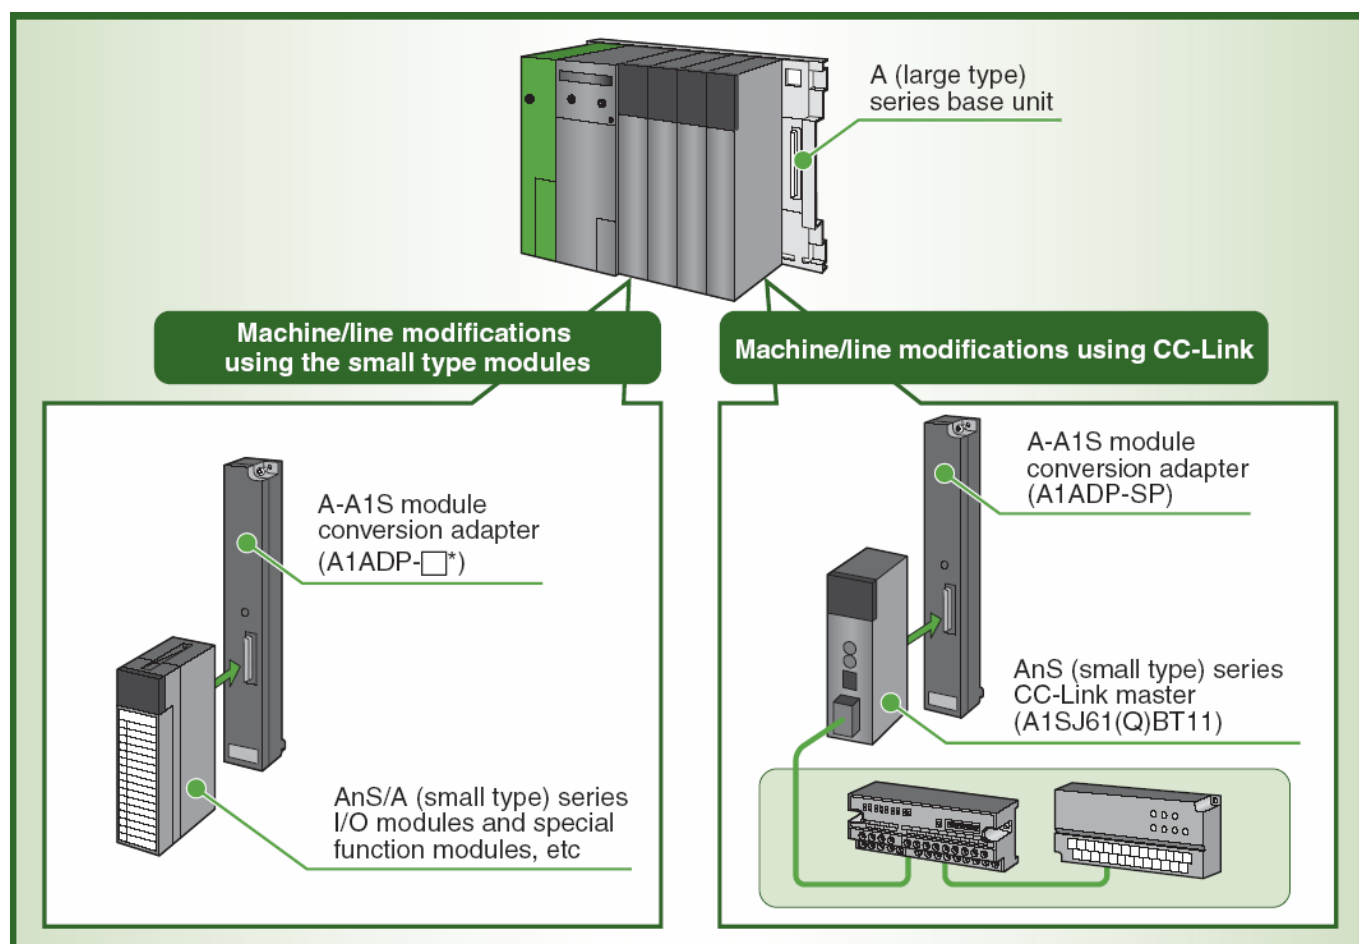 A (large type)
series base unit
Machine/line modifications
using the small type modules
Machine/line modifications using CC-Link
A-A1S module
conversion adapter
(A1ADP-□*)
AnS/A (small type) series
I/O modules and special
function modules, etc
A-A1S module
conversion adapter
(A1ADP-SP)
AnS (small type) series
CC-Link master
(A1SJ61(Q)BT11)